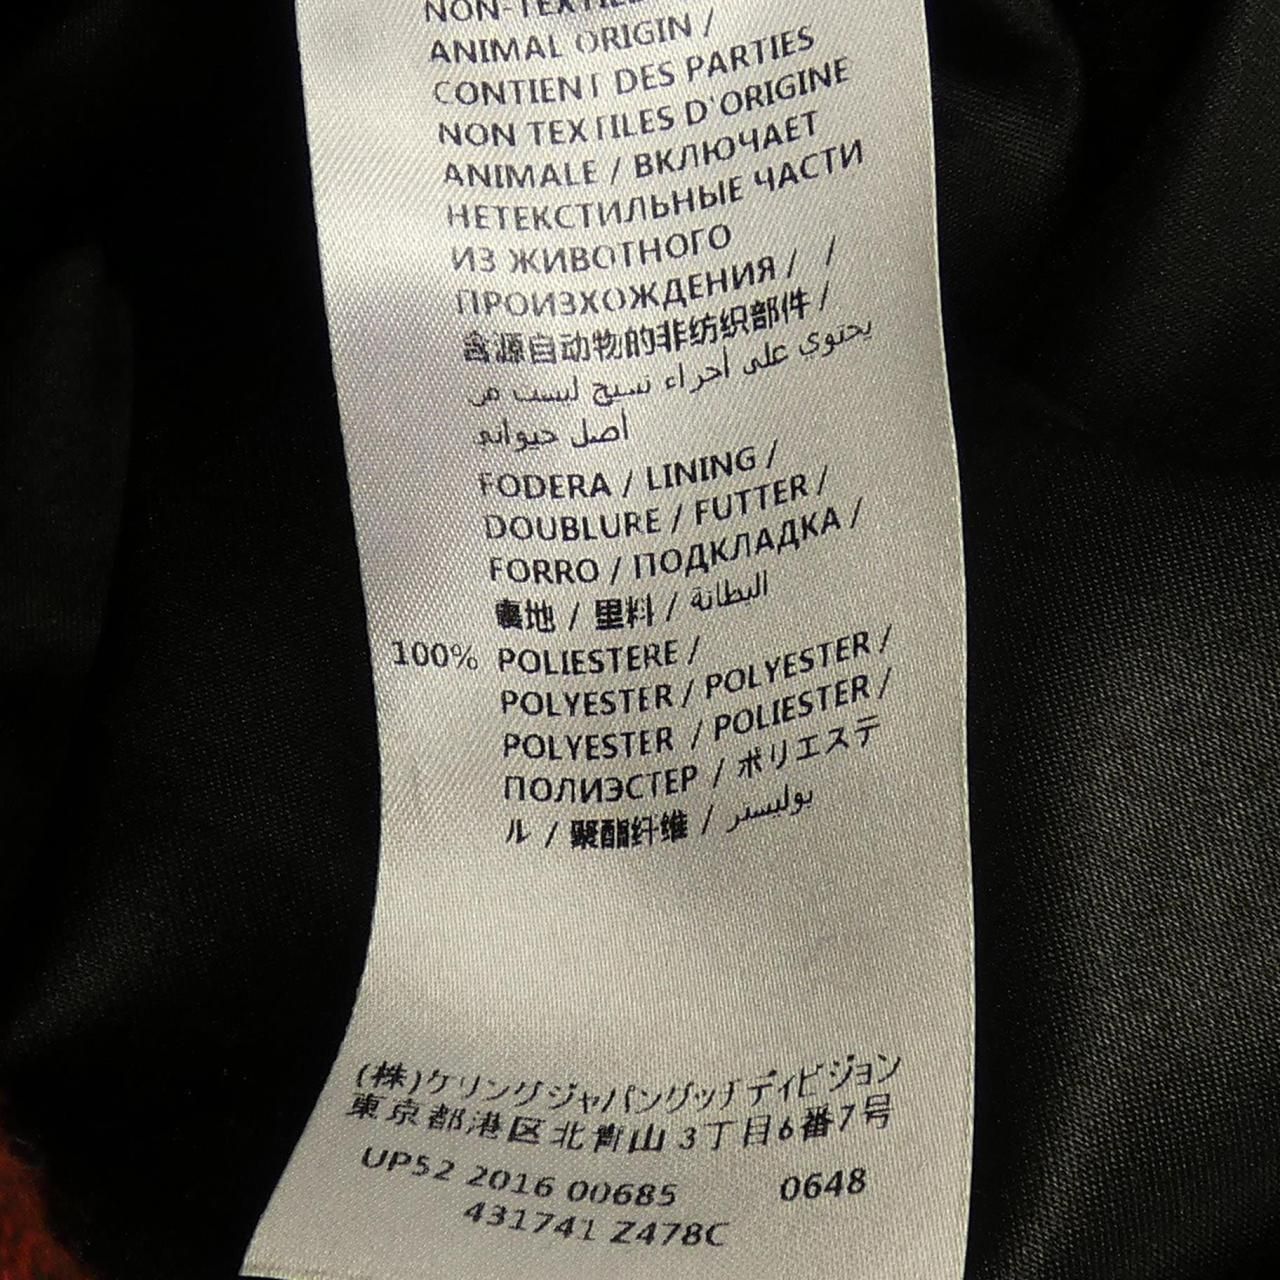 NON-TEXTILE
ANIMAL ORIGIN /
CONTIENT DES PARTIES
NON TEXTILES D'ORIGINE
ANIMALE / ВКЛЮЧАЕТ
НЕТЕКСТИЛЬНЫЕ ЧАСТИ
ИЗ ЖИВОТНОГО
ПРОИЗХОЖДЕНИЯ / /
含源自动物的非纺织部件 /
يحتوي على أجزاء نسيج ليست من
أصل حيواني
FODERA / LINING /
DOUBLURE / FUTTER /
FORRO / ПОДКЛАДКА /
裏地 / 里料 / البطانة
100% POLIESTERE /
POLYESTER / POLYESTER /
POLYESTER / POLIESTER /
ПОЛИЭСТЕР / ポリエステ
ル / 聚酯纤维 / بوليستر
(株)ケリングジャパングッチディビジョン
東京都港区北青山3丁目6番7号
UP52 2016 00685 0648
431741 Z478C